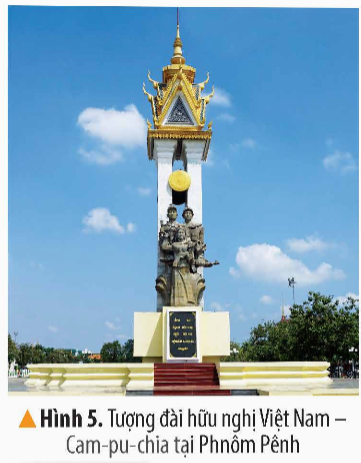 Hình 5. Tượng đài hữu nghị Việt Nam –
Cam-pu-chia tại Phnôm Pênh